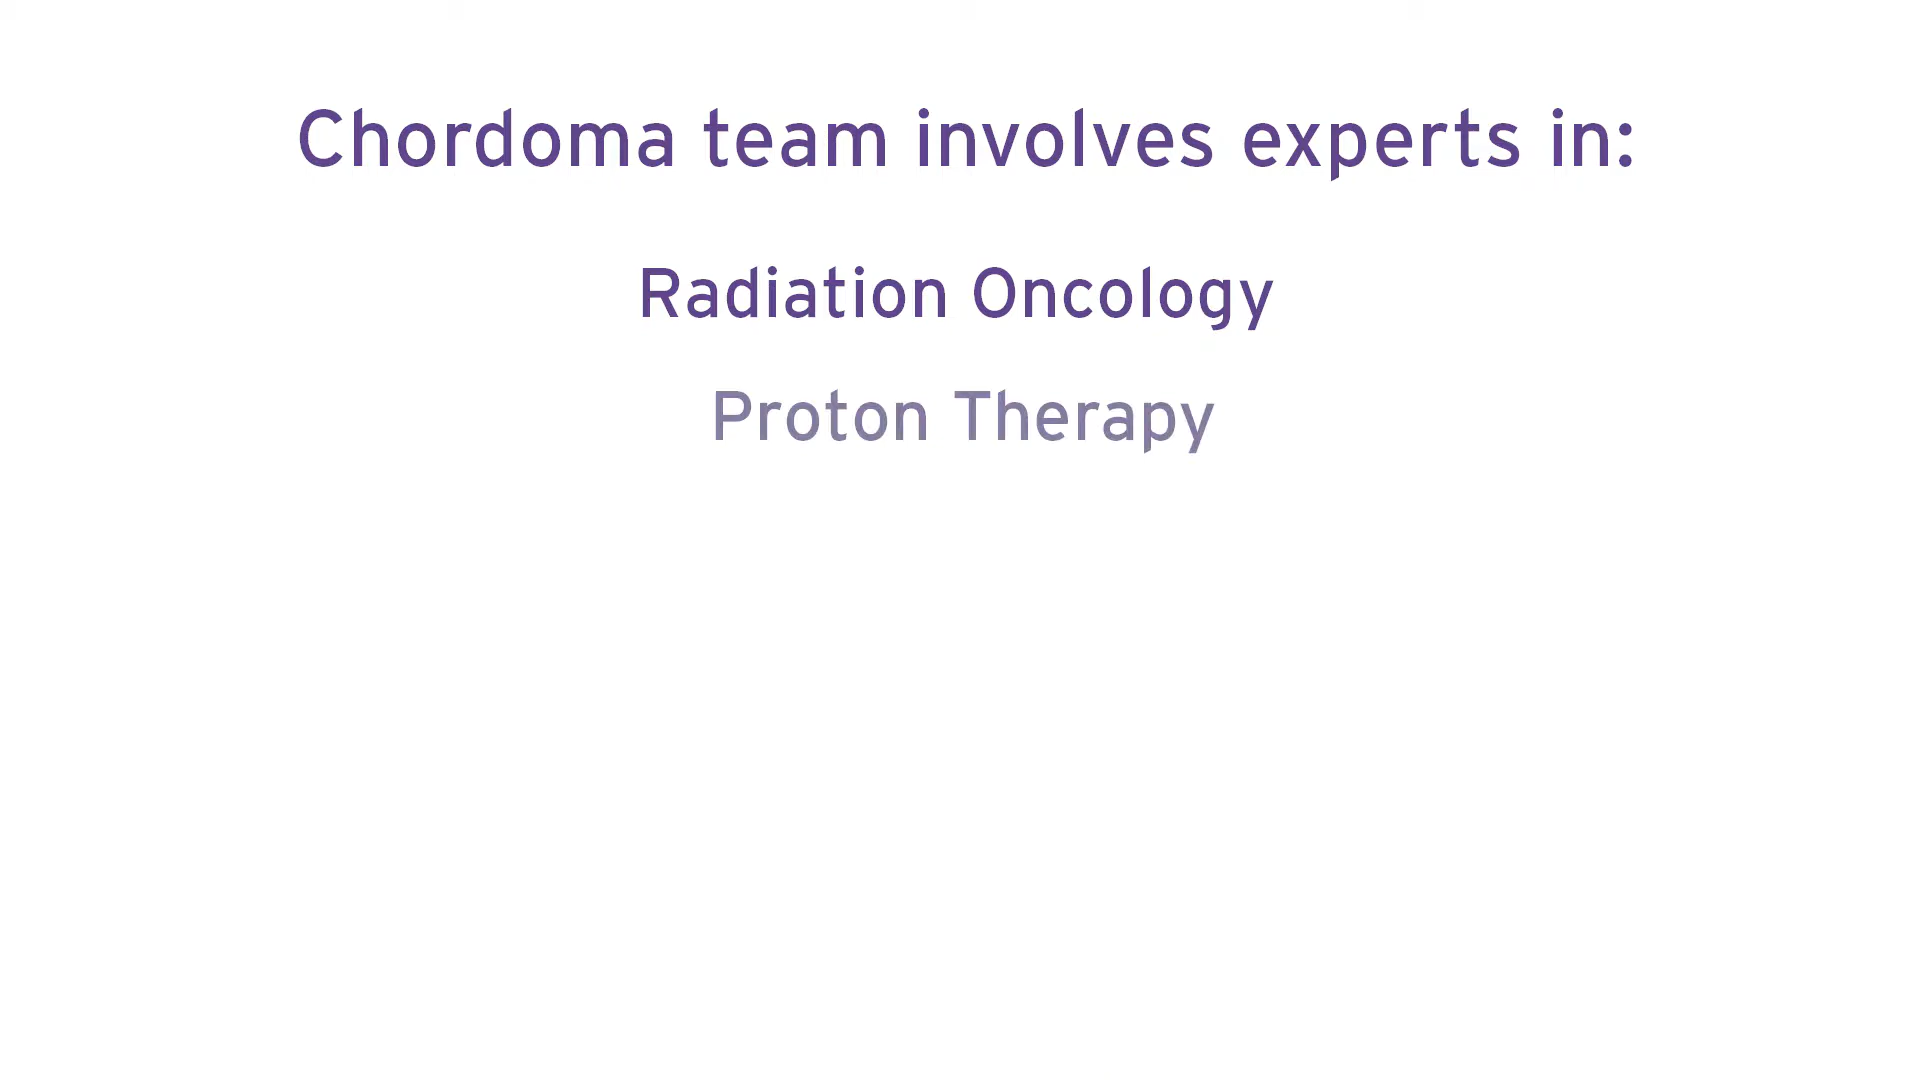 Chordoma team involves experts in:
Radiation Oncology
Proton Therapy